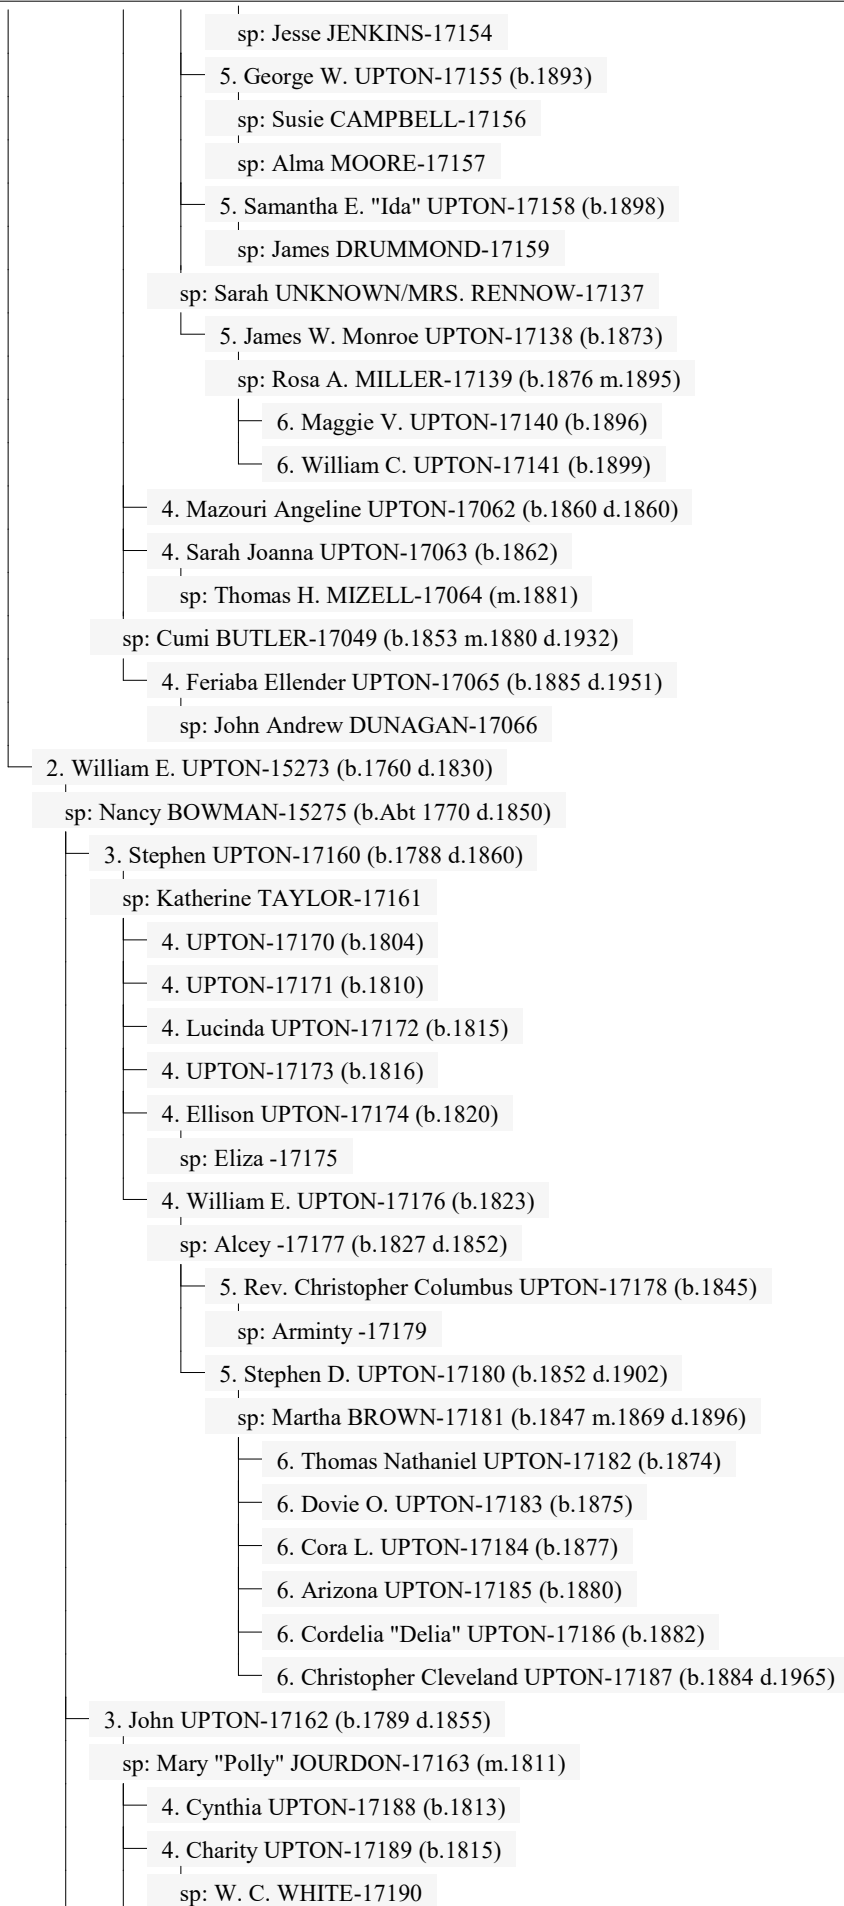 sp: Jesse JENKINS-17154
5. George W. UPTON-17155 (b.1893)
sp: Susie CAMPBELL-17156
sp: Alma MOORE-17157
5. Samantha E. "Ida" UPTON-17158 (b.1898)
sp: James DRUMMOND-17159
sp: Sarah UNKNOWN/MRS. RENNOW-17137
5. James W. Monroe UPTON-17138 (b.1873)
sp: Rosa A. MILLER-17139 (b.1876 m.1895)
6. Maggie V. UPTON-17140 (b.1896)
6. William C. UPTON-17141 (b.1899)
4. Mazouri Angeline UPTON-17062 (b.1860 d.1860)
4. Sarah Joanna UPTON-17063 (b.1862)
sp: Thomas H. MIZELL-17064 (m.1881)
sp: Cumi BUTLER-17049 (b.1853 m.1880 d.1932)
4. Feriaba Ellender UPTON-17065 (b.1885 d.1951)
sp: John Andrew DUNAGAN-17066
2. William E. UPTON-15273 (b.1760 d.1830)
sp: Nancy BOWMAN-15275 (b.Abt 1770 d.1850)
3. Stephen UPTON-17160 (b.1788 d.1860)
sp: Katherine TAYLOR-17161
4. UPTON-17170 (b.1804)
4. UPTON-17171 (b.1810)
4. Lucinda UPTON-17172 (b.1815)
4. UPTON-17173 (b.1816)
4. Ellison UPTON-17174 (b.1820)
sp: Eliza -17175
4. William E. UPTON-17176 (b.1823)
sp: Alcey -17177 (b.1827 d.1852)
5. Rev. Christopher Columbus UPTON-17178 (b.1845)
sp: Arminty -17179
5. Stephen D. UPTON-17180 (b.1852 d.1902)
sp: Martha BROWN-17181 (b.1847 m.1869 d.1896)
6. Thomas Nathaniel UPTON-17182 (b.1874)
6. Dovie O. UPTON-17183 (b.1875)
6. Cora L. UPTON-17184 (b.1877)
6. Arizona UPTON-17185 (b.1880)
6. Cordelia "Delia" UPTON-17186 (b.1882)
6. Christopher Cleveland UPTON-17187 (b.1884 d.1965)
3. John UPTON-17162 (b.1789 d.1855)
sp: Mary "Polly" JOURDON-17163 (m.1811)
4. Cynthia UPTON-17188 (b.1813)
4. Charity UPTON-17189 (b.1815)
sp: W. C. WHITE-17190